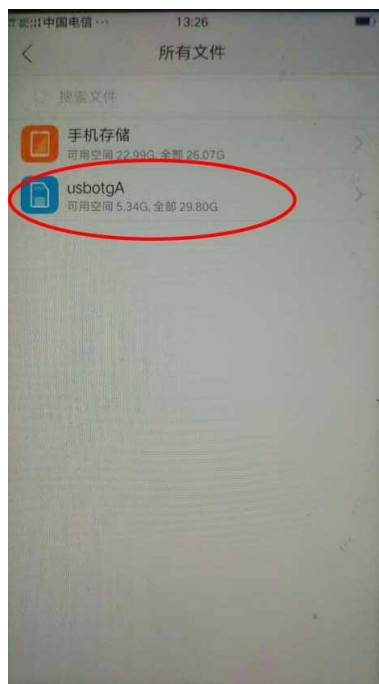 中国电信 ··· 13:26
所有文件
搜索文件
手机存储
可用空间 22.99G, 全部 25.07G
usbotgA
可用空间 5.34G, 全部 29.80G